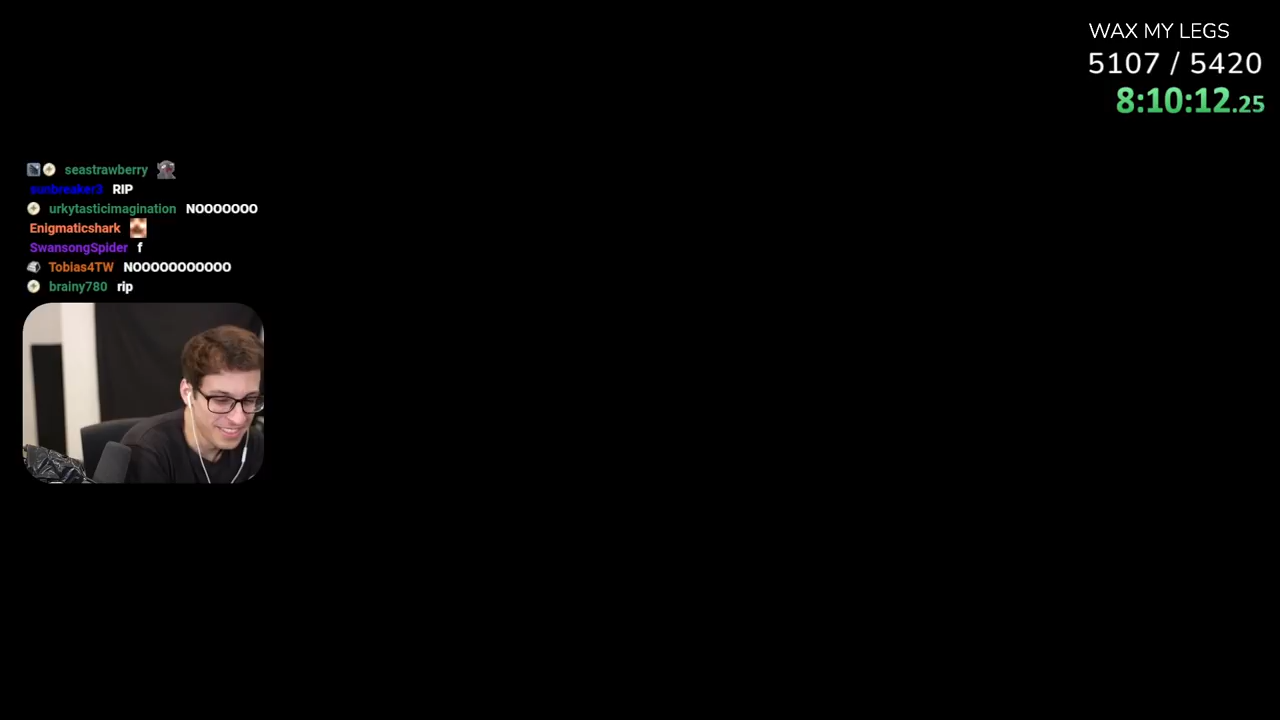 WAX MY LEGS
5107 / 5420
8:10:12.25
seastrawberry
sunbreaker3 RIP
urkytasticimagination NOOOOOOO
Enigmaticshark
SwansongSpider f
Tobias4TW NOOOOOOOOOOO
brainy780 rip